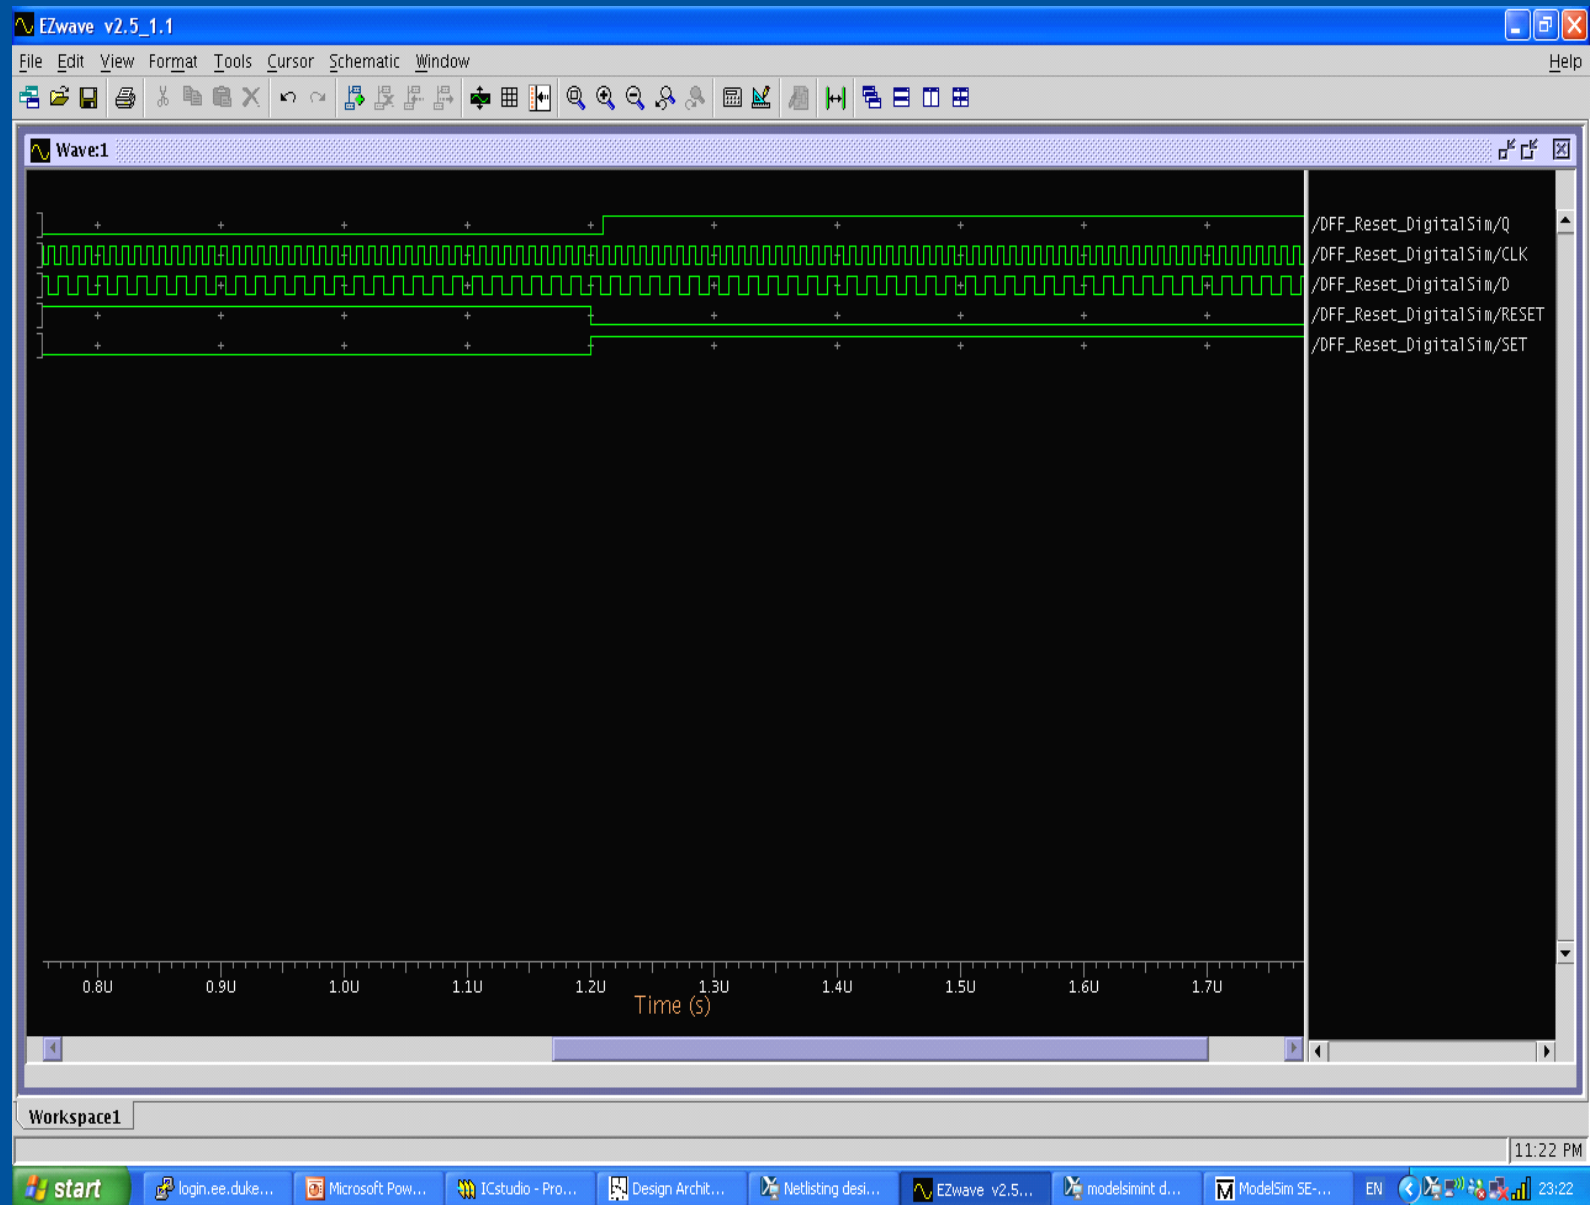 EZwave v2.5_1.1
File Edit View Format Tools Cursor Schematic Window Help
Wave:1
/DFF_Reset_DigitalSim/Q
/DFF_Reset_DigitalSim/CLK
/DFF_Reset_DigitalSim/D
/DFF_Reset_DigitalSim/RESET
/DFF_Reset_DigitalSim/SET
0.8U 0.9U 1.0U 1.1U 1.2U 1.3U 1.4U 1.5U 1.6U 1.7U
Time (s)
Workspace1
11:22 PM
start login.ee.duke... Microsoft Pow... ICstudio - Pro... Design Archit... Netlisting desi... EZwave v2.5... modelsimint d... ModelSim SE-... EN 23:22